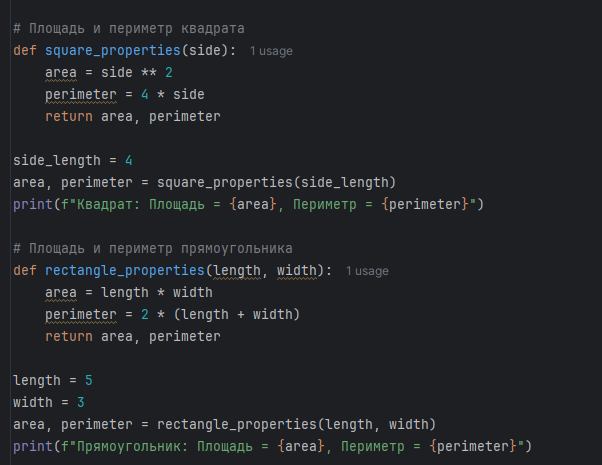 # Площадь и периметр квадрата
def square_properties(side): 1 usage
    area = side ** 2
    perimeter = 4 * side
    return area, perimeter

side_length = 4
area, perimeter = square_properties(side_length)
print(f"Квадрат: Площадь = {area}, Периметр = {perimeter}")

# Площадь и периметр прямоугольника
def rectangle_properties(length, width): 1 usage
    area = length * width
    perimeter = 2 * (length + width)
    return area, perimeter

length = 5
width = 3
area, perimeter = rectangle_properties(length, width)
print(f"Прямоугольник: Площадь = {area}, Периметр = {perimeter}")